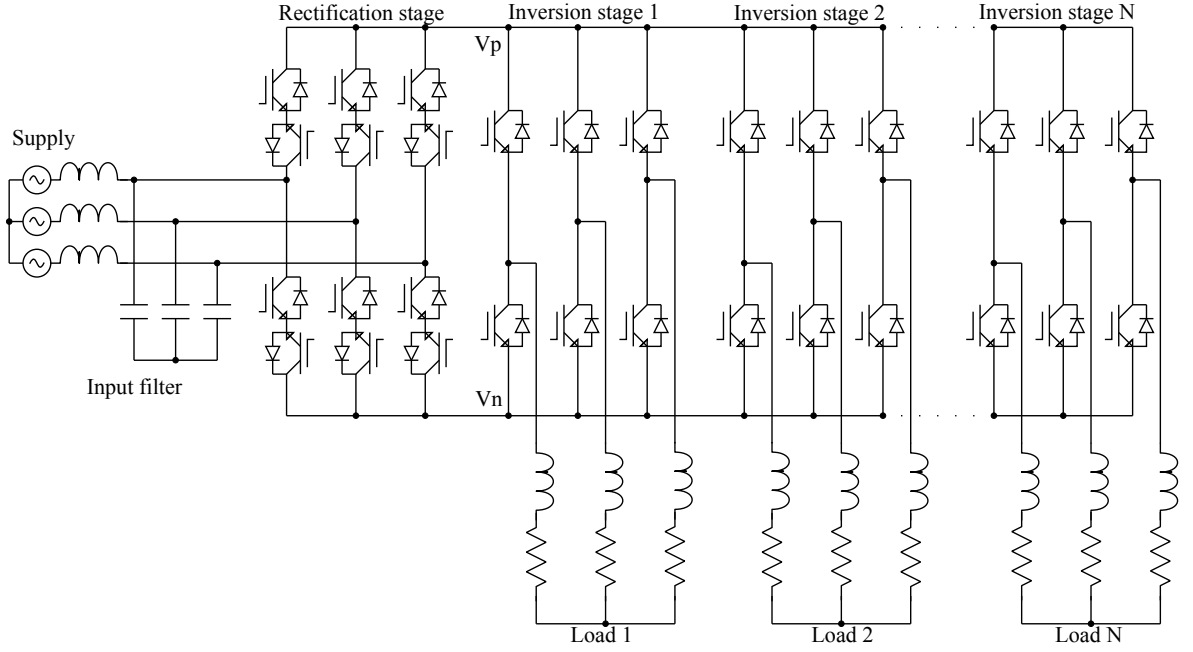 Rectification stage
Inversion stage 1
Inversion stage 2
Inversion stage N
Vp
Supply
Input filter
Vn
Load 1
Load 2
Load N